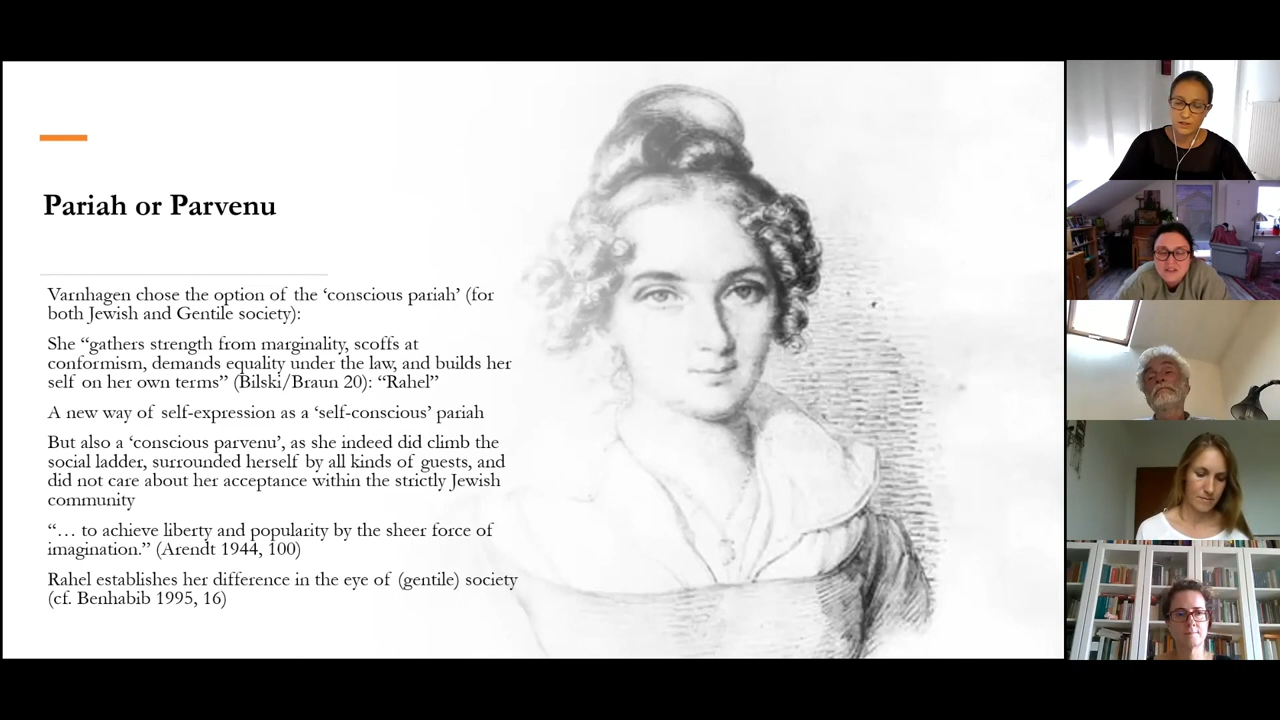 Pariah or Parvenu
Varnhagen chose the option of the ‘conscious pariah’ (for
both Jewish and Gentile society):
She “gathers strength from marginality, scoffs at
conformism, demands equality under the law, and builds her
self on her own terms” (Bilski/Braun 20): “Rahel”
A new way of self-expression as a ‘self-conscious’ pariah
But also a ‘conscious parvenu’, as she indeed did climb the
social ladder, surrounded herself by all kinds of guests, and
did not care about her acceptance within the strictly Jewish
community
“… to achieve liberty and popularity by the sheer force of
imagination.” (Arendt 1944, 100)
Rahel establishes her difference in the eye of (gentile) society
(cf. Benhabib 1995, 16)